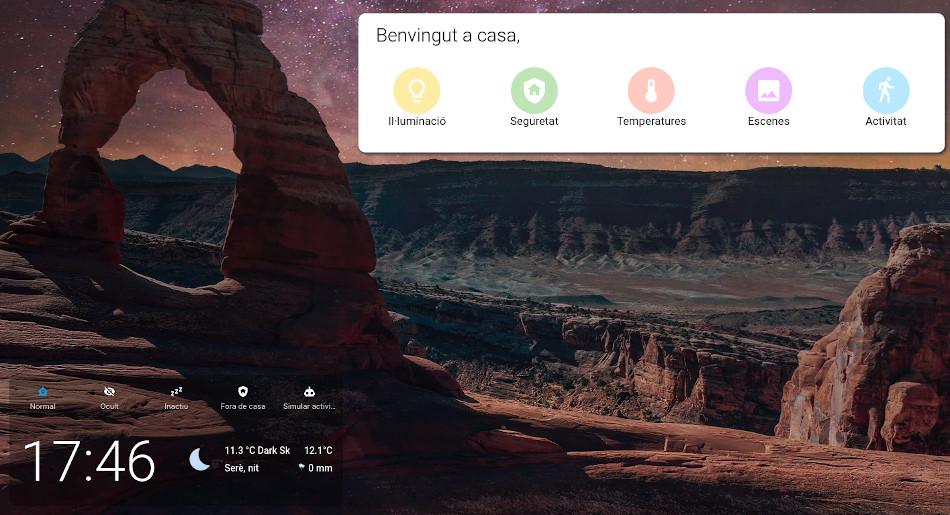 Benvingut a casa,
Il·luminació
Seguretat
Temperatures
Escenes
Activitat
Normal
Ocult
zzz
Inactiu
Fora de casa
Simular activi...
17:46
11.3 °C Dark Sk 12.1°C
Serè, nit 0 mm